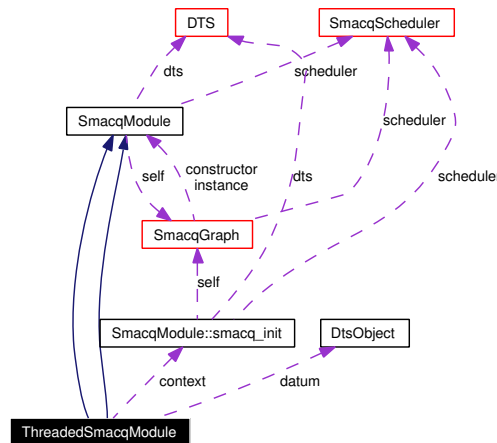 DTS
SmacqScheduler
dts
scheduler
SmacqModule
scheduler
self
constructor
instance
dts
scheduler
SmacqGraph
self
SmacqModule::smacq_init
DtsObject
context
datum
ThreadedSmacqModule